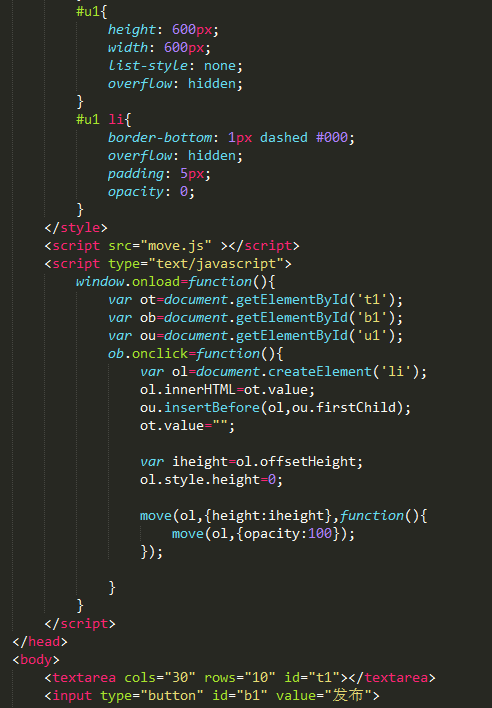 #u1{
height: 600px;
width: 600px;
list-style: none;
overflow: hidden;
}
#u1 li{
border-bottom: 1px dashed #000;
overflow: hidden;
padding: 5px;
opacity: 0;
}
</style>
<script src="move.js" ></script>
<script type="text/javascript">
window.onload=function(){
var ot=document.getElementById('t1');
var ob=document.getElementById('b1');
var ou=document.getElementById('u1');
ob.onclick=function(){
var ol=document.createElement('li');
ol.innerHTML=ot.value;
ou.insertBefore(ol,ou.firstChild);
ot.value="";
var iheight=ol.offsetHeight;
ol.style.height=0;
move(ol,{height:iheight},function(){
move(ol,{opacity:100});
});
}
}
</script>
</head>
<body>
<textarea cols="30" rows="10" id="t1"></textarea>
<input type="button" id="b1" value="发布">